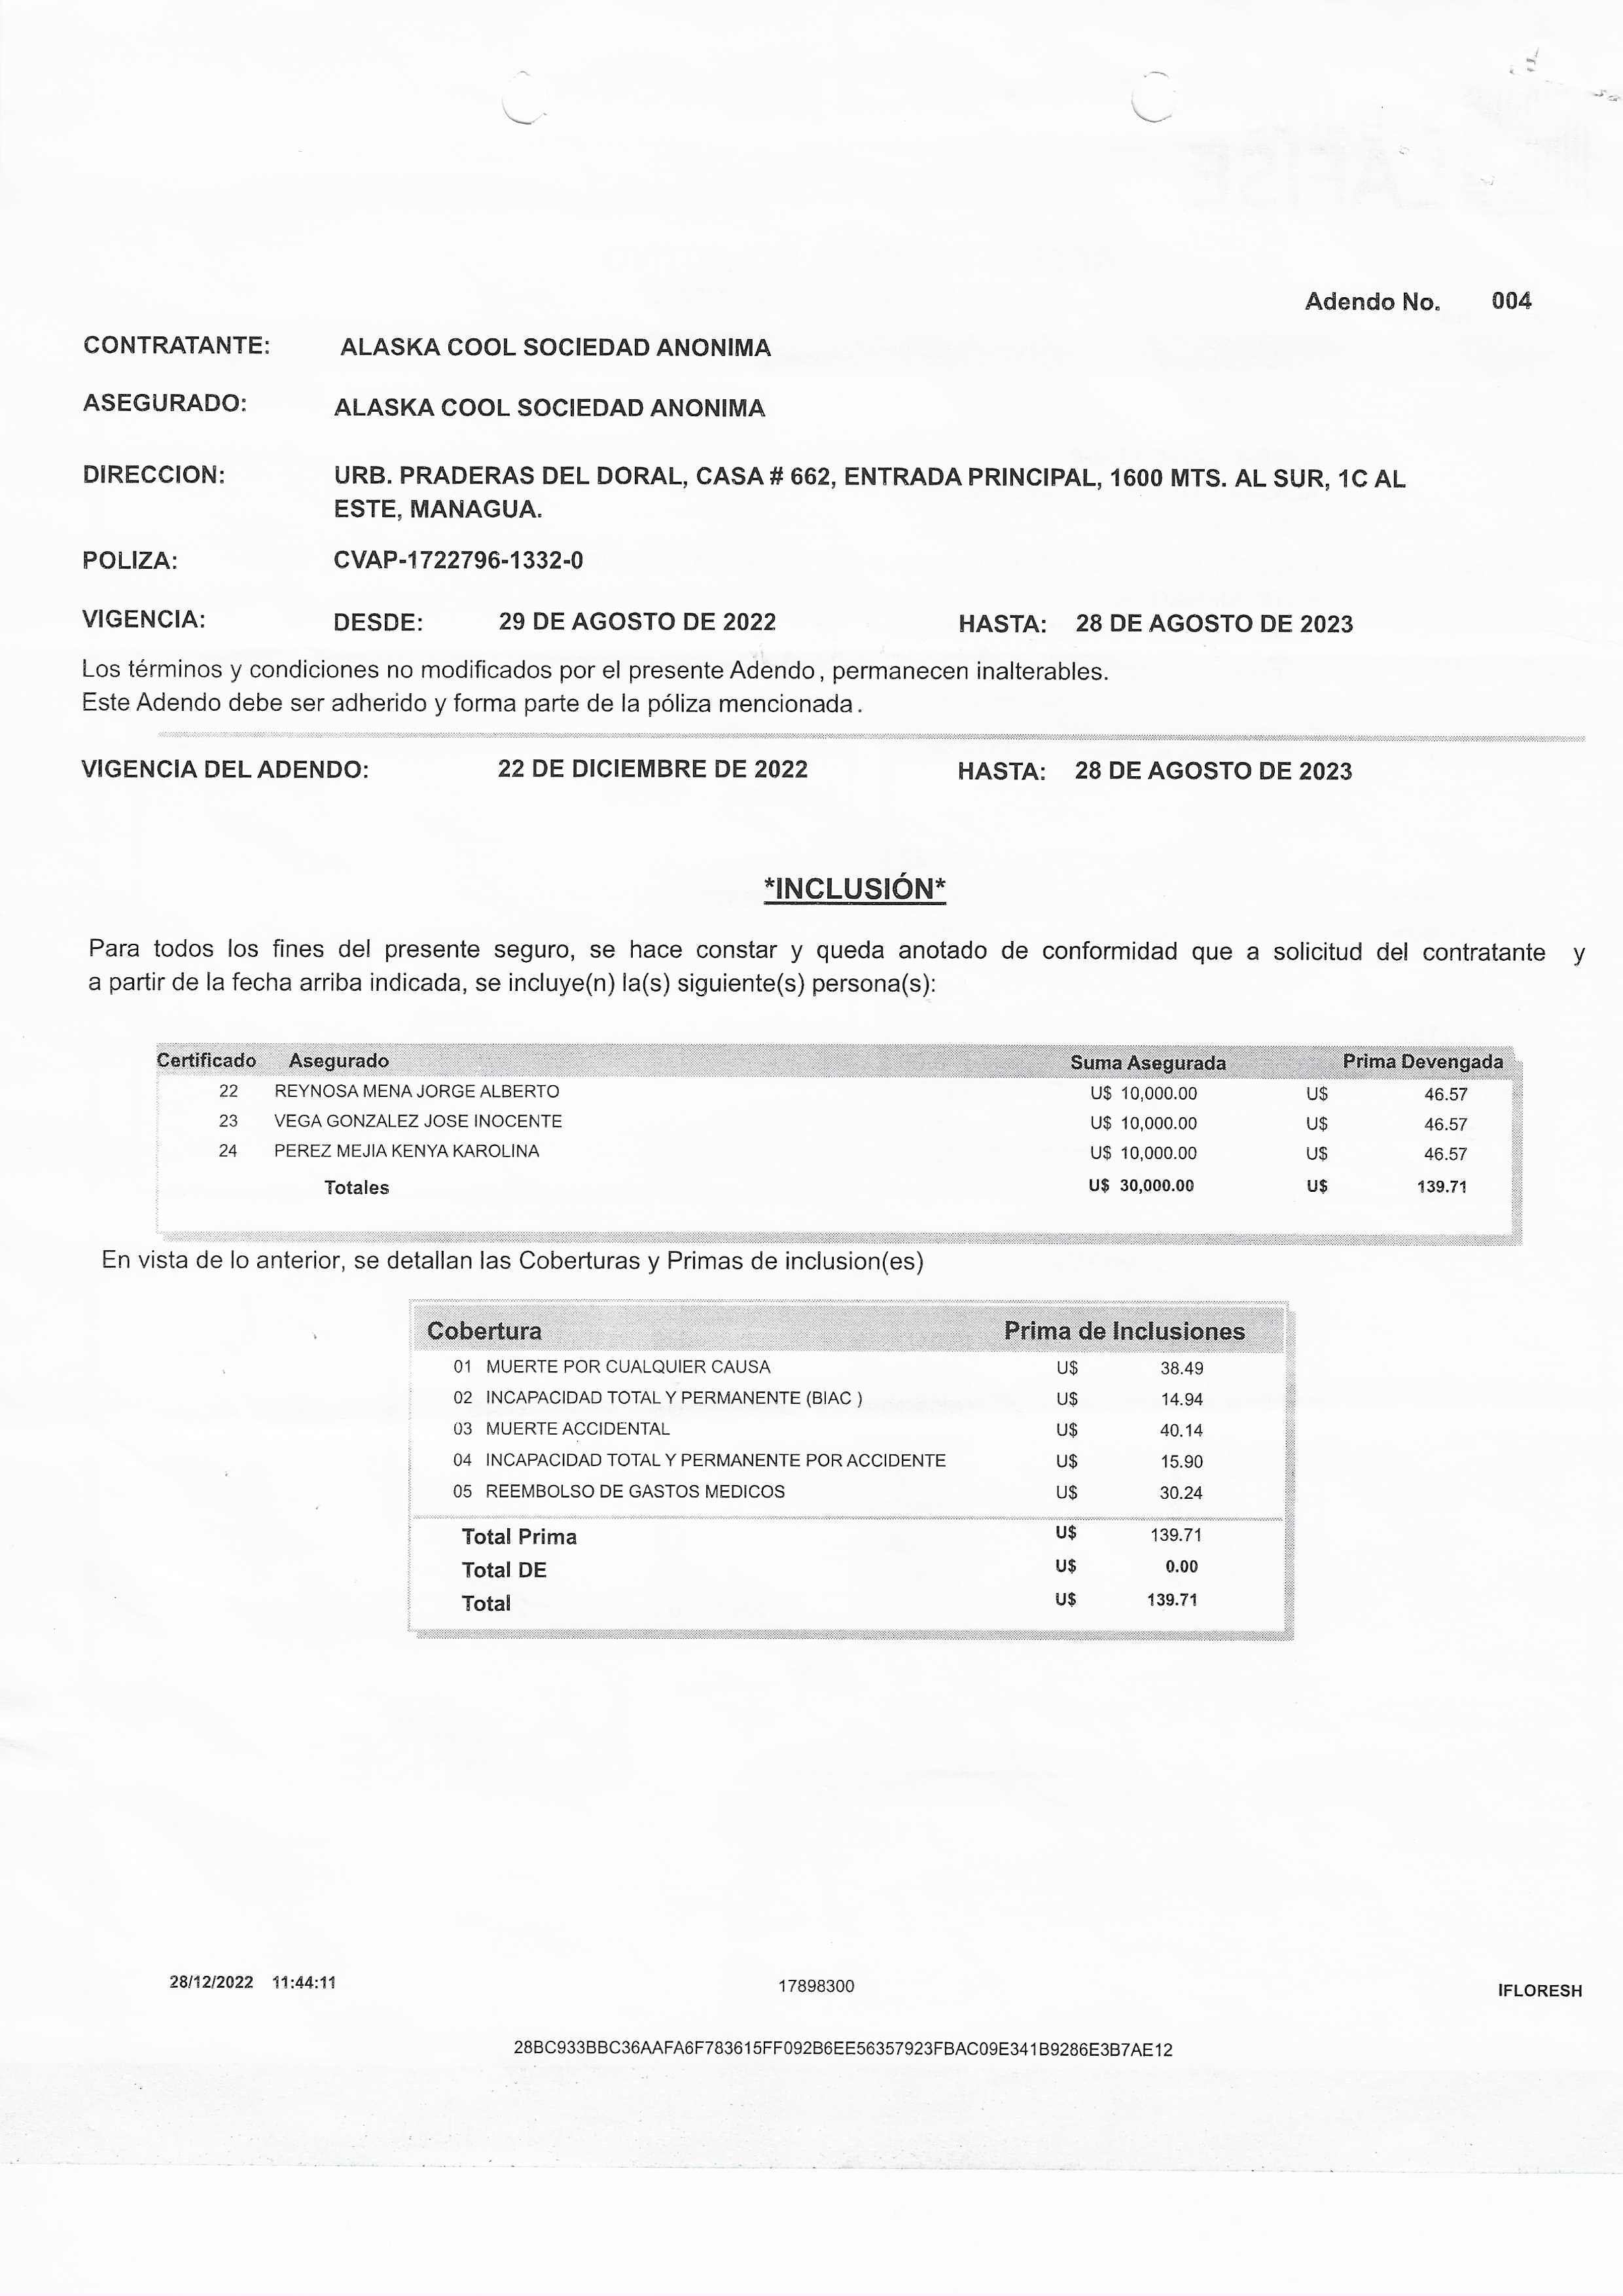 Adendo No. 004
CONTRATANTE: ALASKA COOL SOCIEDAD ANONIMA
ASEGURADO: ALASKA COOL SOCIEDAD ANONIMA
DIRECCION: URB. PRADERAS DEL DORAL, CASA # 662, ENTRADA PRINCIPAL, 1600 MTS. AL SUR, 1C AL
ESTE, MANAGUA.
POLIZA: CVAP-1722796-1332-0
VIGENCIA: DESDE: 29 DE AGOSTO DE 2022 HASTA: 28 DE AGOSTO DE 2023
Los términos y condiciones no modificados por el presente Adendo, permanecen inalterables.
Este Adendo debe ser adherido y forma parte de la póliza mencionada.
VIGENCIA DEL ADENDO: 22 DE DICIEMBRE DE 2022 HASTA: 28 DE AGOSTO DE 2023
*INCLUSIÓN*
Para todos los fines del presente seguro, se hace constar y queda anotado de conformidad que a solicitud del contratante y
a partir de la fecha arriba indicada, se incluye(n) la(s) siguiente(s) persona(s):
Certificado Asegurado Suma Asegurada Prima Devengada
22 REYNOSA MENA JORGE ALBERTO U$ 10,000.00 U$ 46.57
23 VEGA GONZALEZ JOSE INOCENTE U$ 10,000.00 U$ 46.57
24 PEREZ MEJIA KENYA KAROLINA U$ 10,000.00 U$ 46.57
Totales U$ 30,000.00 U$ 139.71
En vista de lo anterior, se detallan las Coberturas y Primas de inclusion(es)
Cobertura Prima de Inclusiones
01 MUERTE POR CUALQUIER CAUSA U$ 38.49
02 INCAPACIDAD TOTAL Y PERMANENTE (BIAC ) U$ 14.94
03 MUERTE ACCIDENTAL U$ 40.14
04 INCAPACIDAD TOTAL Y PERMANENTE POR ACCIDENTE U$ 15.90
05 REEMBOLSO DE GASTOS MEDICOS U$ 30.24
Total Prima U$ 139.71
Total DE U$ 0.00
Total U$ 139.71
28/12/2022 11:44:11 17898300 IFLORESH
28BC933BBC36AAFA6F783615FF092B6EE56357923FBAC09E341B9286E3B7AE12